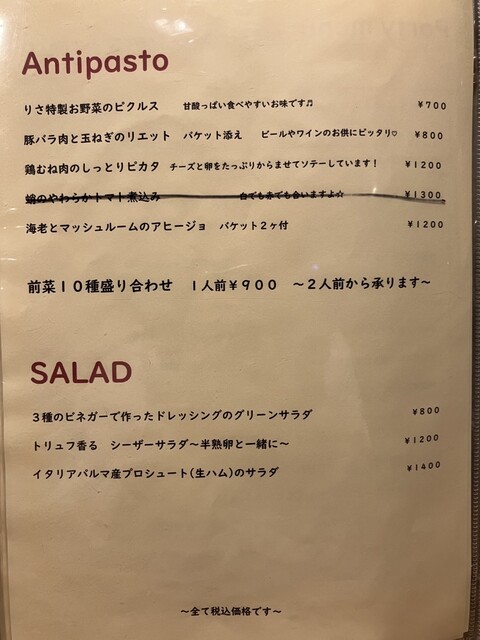 Antipasto
りさ特製お野菜のピクルス 甘酸っぱい食べやすいお味です♫ ¥700
豚バラ肉と玉ねぎのリエット バケット添え ビールやワインのお供にピッタリ♡ ¥800
鶏むね肉のしっとりピカタ チーズと卵をたっぷりからませてソテーしています! ¥1200
蛸のやわらかトマト煮込み 白でも赤でも合いますよ☆ ¥1300
海老とマッシュルームのアヒージョ バケット2ヶ付 ¥1200
前菜10種盛り合わせ 1人前¥900 〜2人前から承ります〜
SALAD
3種のビネガーで作ったドレッシングのグリーンサラダ ¥800
トリュフ香る シーザーサラダ〜半熟卵と一緒に〜 ¥1200
イタリアパルマ産プロシュート(生ハム)のサラダ ¥1400
〜全て税込価格です〜